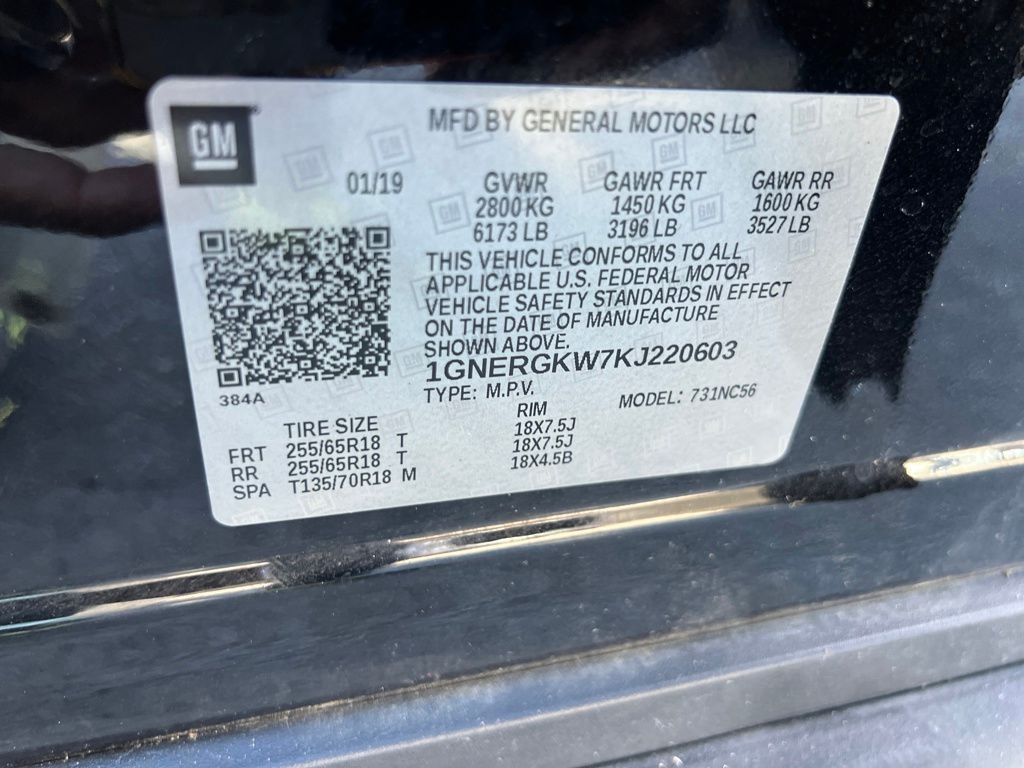 GM
MFD BY GENERAL MOTORS LLC
01/19 GVWR GAWR FRT GAWR RR
2800 KG 1450 KG 1600 KG
6173 LB 3196 LB 3527 LB
THIS VEHICLE CONFORMS TO ALL
APPLICABLE U.S. FEDERAL MOTOR
VEHICLE SAFETY STANDARDS IN EFFECT
ON THE DATE OF MANUFACTURE
SHOWN ABOVE.
1GNERGKW7KJ220603
384A
TYPE: M.P.V. MODEL: 731NC56
TIRE SIZE RIM
FRT 255/65R18 T 18X7.5J
RR 255/65R18 T 18X7.5J
SPA T135/70R18 M 18X4.5B